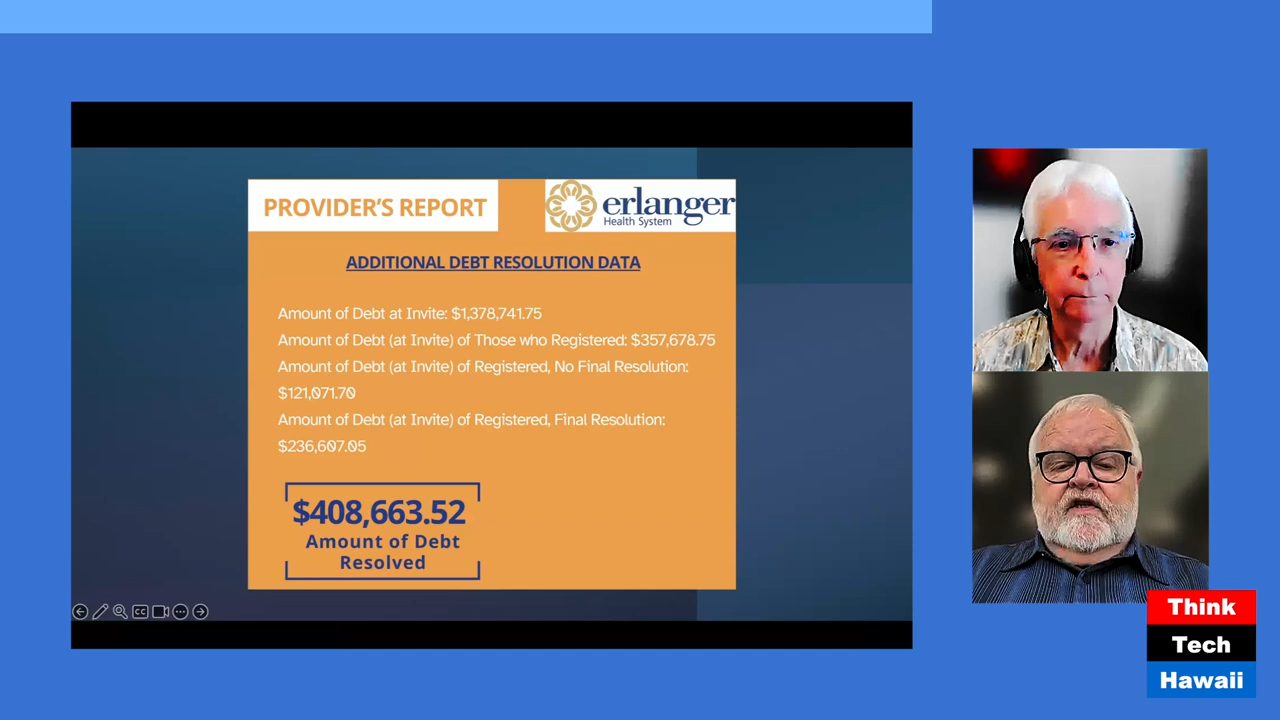 PROVIDER'S REPORT
erlanger
Health System
ADDITIONAL DEBT RESOLUTION DATA
Amount of Debt at Invite: $1,378,741.75
Amount of Debt (at Invite) of Those who Registered: $357,678.75
Amount of Debt (at Invite) of Registered, No Final Resolution:
$121,071.70
Amount of Debt (at Invite) of Registered, Final Resolution:
$236,607.05
$408,663.52
Amount of Debt
Resolved
CC
Think
Tech
Hawaii